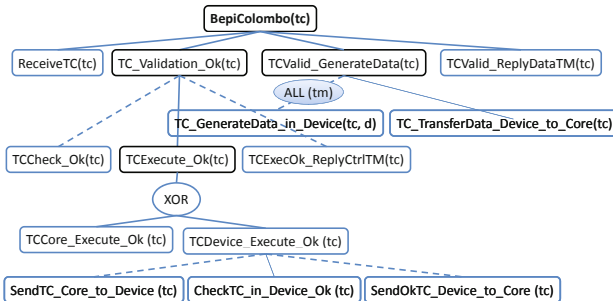 BepiColombo(tc)
ReceiveTC(tc)
TC_Validation_Ok(tc)
TCValid_GenerateData(tc)
TCValid_ReplyDataTM(tc)
ALL (tm)
TC_GenerateData_in_Device(tc, d)
TC_TransferData_Device_to_Core(tc)
TCCheck_Ok(tc)
TCExecute_Ok(tc)
TCExecOk_ReplyCtrlTM(tc)
XOR
TCCore_Execute_Ok (tc)
TCDevice_Execute_Ok (tc)
SendTC_Core_to_Device (tc)
CheckTC_in_Device_Ok (tc)
SendOkTC_Device_to_Core (tc)